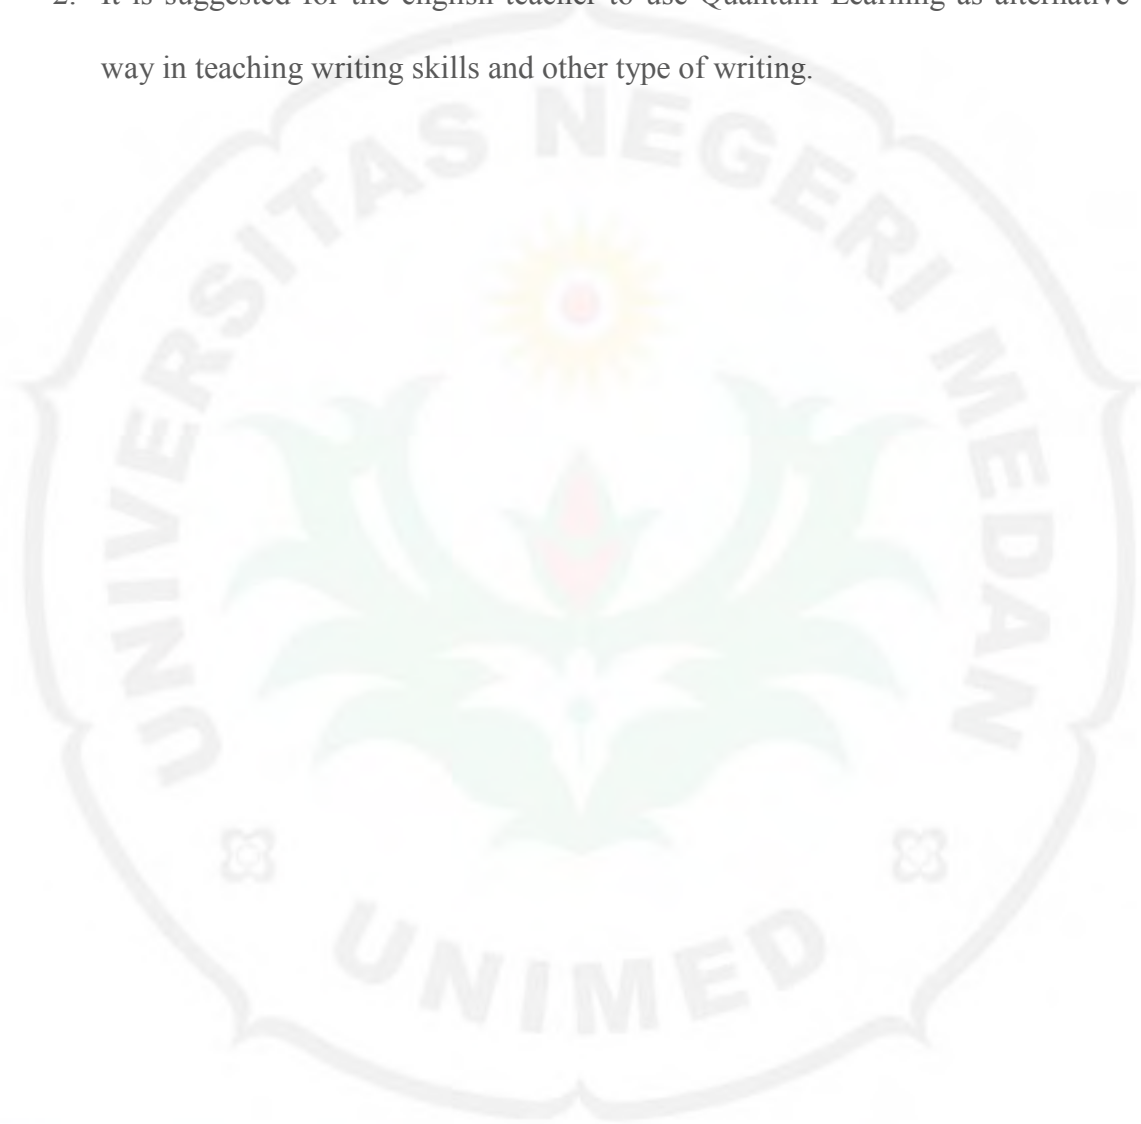 2. It is suggested for the english teacher to use Quantum Learning as alternative
way in teaching writing skills and other type of writing.
UNIVERSITAS NEGERI MEDAN
UNIMED